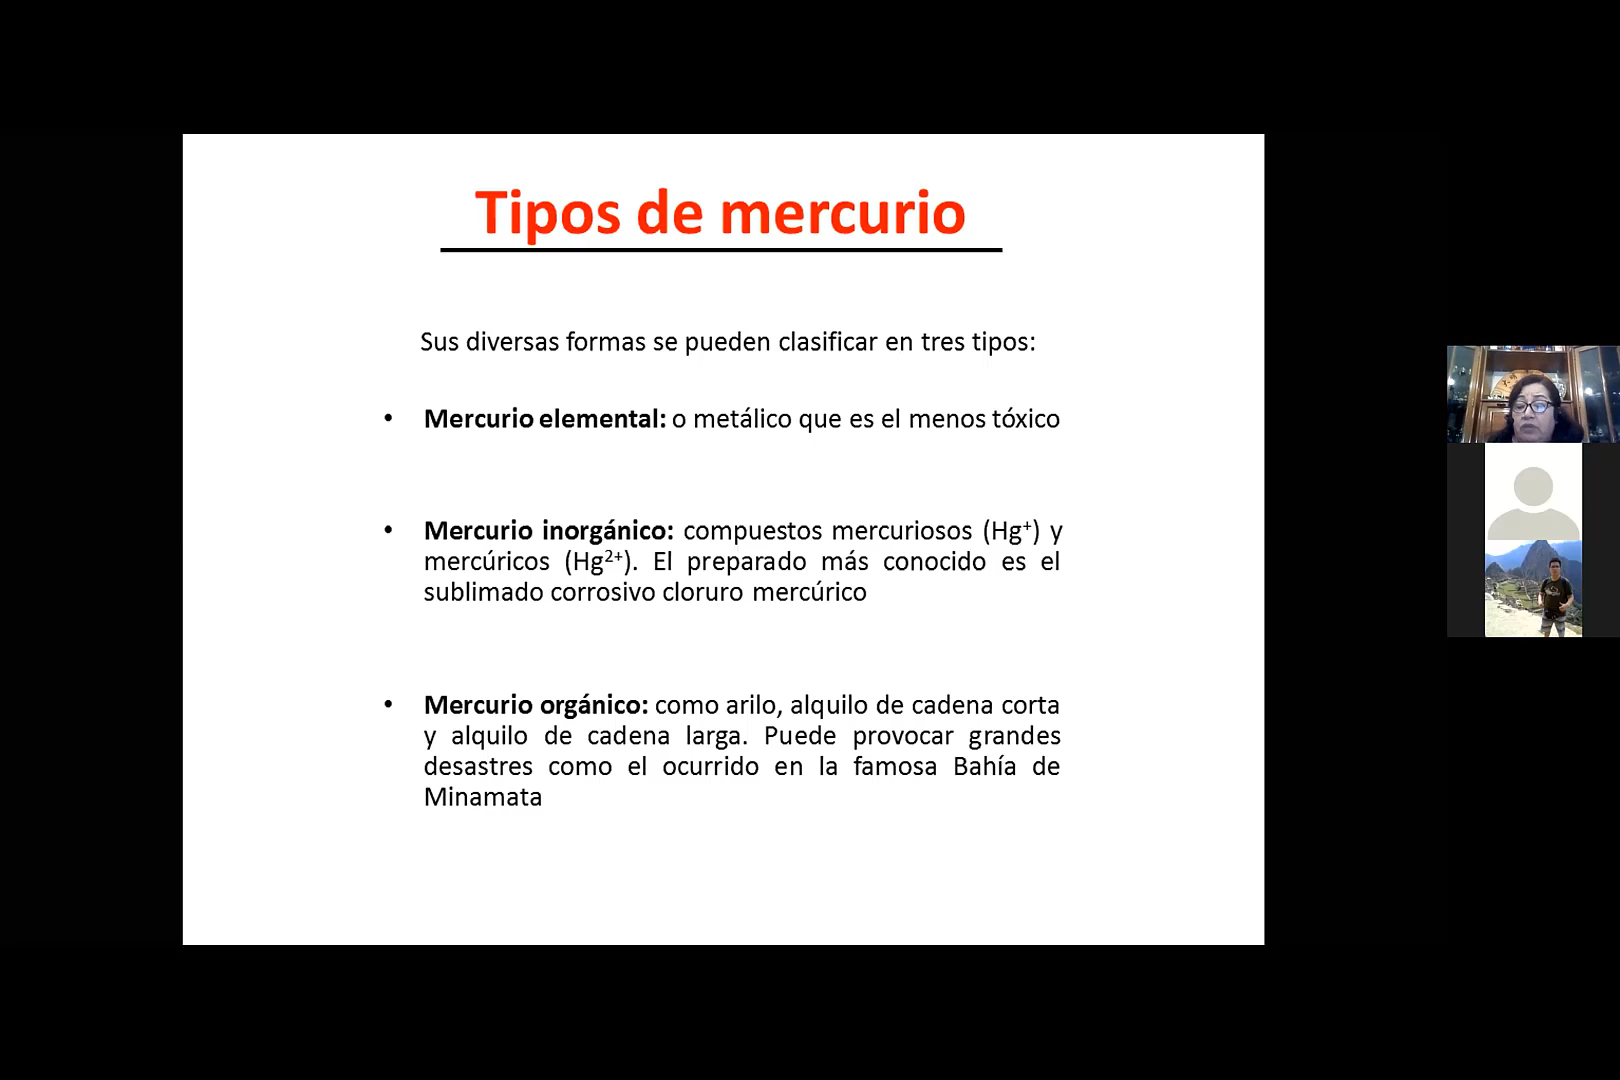 Tipos de mercurio
Sus diversas formas se pueden clasificar en tres tipos:
• Mercurio elemental: o metálico que es el menos tóxico
• Mercurio inorgánico: compuestos mercuriosos (Hg⁺) y
mercúricos (Hg²⁺). El preparado más conocido es el
sublimado corrosivo cloruro mercúrico
• Mercurio orgánico: como arilo, alquilo de cadena corta
y alquilo de cadena larga. Puede provocar grandes
desastres como el ocurrido en la famosa Bahía de
Minamata